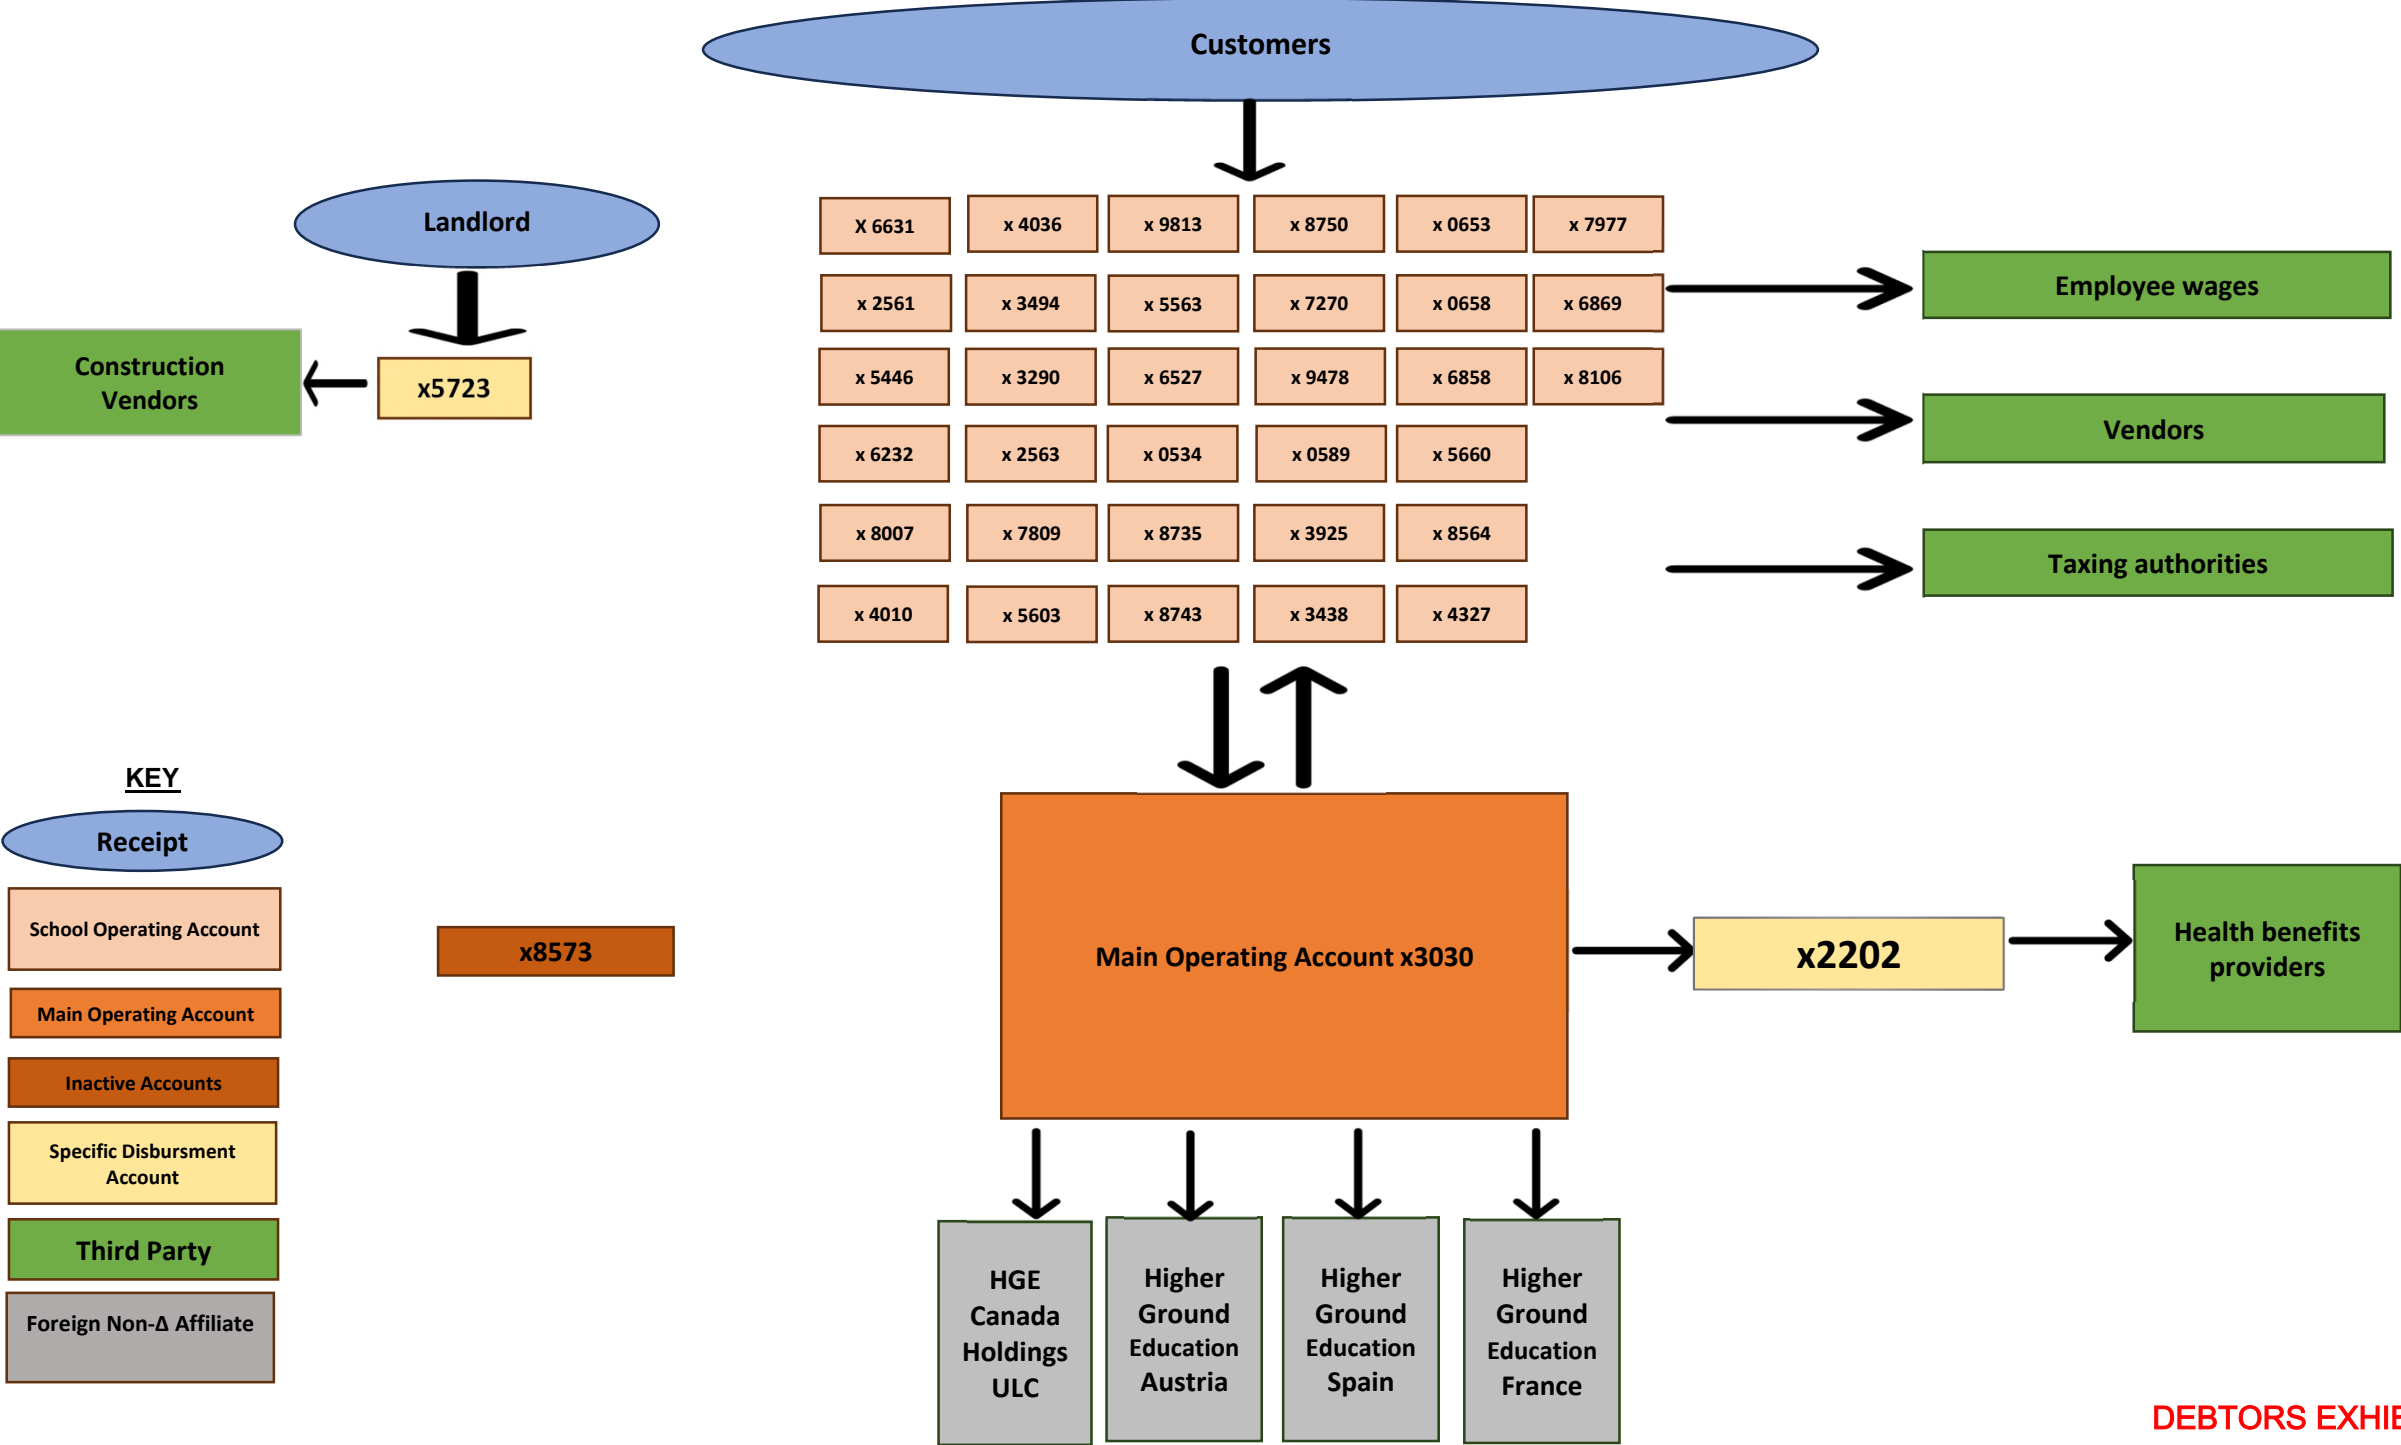 Customers
Landlord
X 6631
x 4036
x 9813
x 8750
x 0653
x 7977
x 2561
x 3494
x 5563
x 7270
x 0658
x 6869
Employee wages
Construction
Vendors
x5723
x 5446
x 3290
x 6527
x 9478
x 6858
x 8106
x 6232
x 2563
x 0534
x 0589
x 5660
Vendors
x 8007
x 7809
x 8735
x 3925
x 8564
Taxing authorities
x 4010
x 5603
x 8743
x 3438
x 4327
KEY
Receipt
School Operating Account
Main Operating Account
Inactive Accounts
Specific Disbursment
Account
Third Party
Foreign Non-Δ Affiliate
x8573
Main Operating Account x3030
x2202
Health benefits
providers
HGE
Canada
Holdings
ULC
Higher
Ground
Education
Austria
Higher
Ground
Education
Spain
Higher
Ground
Education
France
DEBTORS